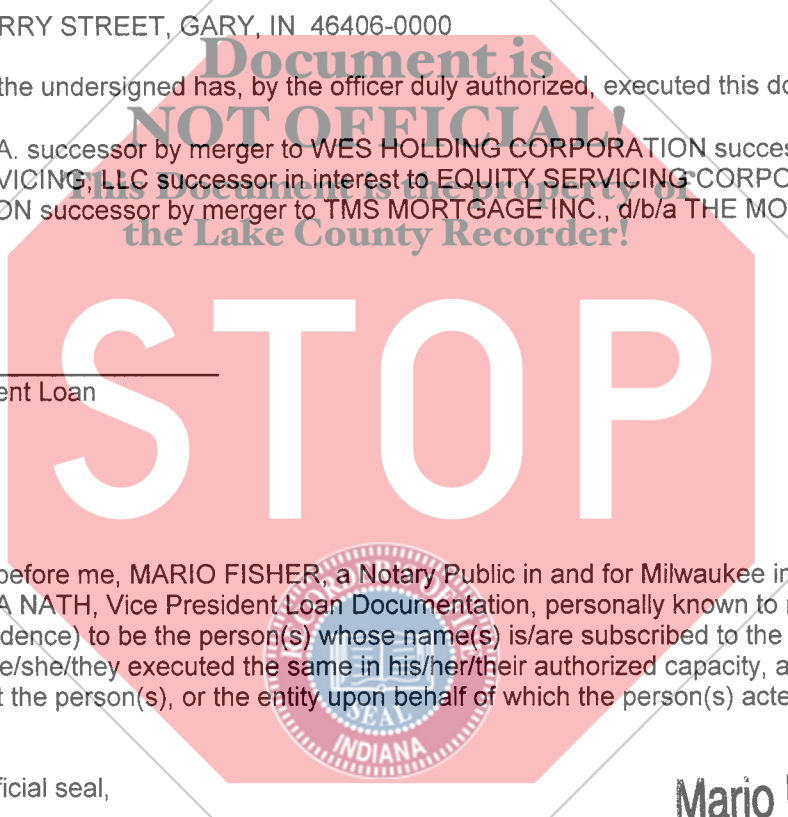 RRY STREET, GARY, IN 46406-0000
Document is
the undersigned has, by the officer duly authorized, executed this do
NOT OFFICIAL!
A. successor by merger to WES HOLDING CORPORATION succes
VICING, LLC successor in interest to EQUITY SERVICING CORPO
This Document is the property of
ON successor by merger to TMS MORTGAGE INC., d/b/a THE MO
the Lake County Recorder!
STOP
ent Loan
before me, MARIO FISHER, a Notary Public in and for Milwaukee in
A NATH, Vice President Loan Documentation, personally known to
dence) to be the person(s) whose name(s) is/are subscribed to the
e/she/they executed the same in his/her/their authorized capacity, a
t the person(s), or the entity upon behalf of which the person(s) acte
SEAL
INDIANA
ficial seal,
Mario